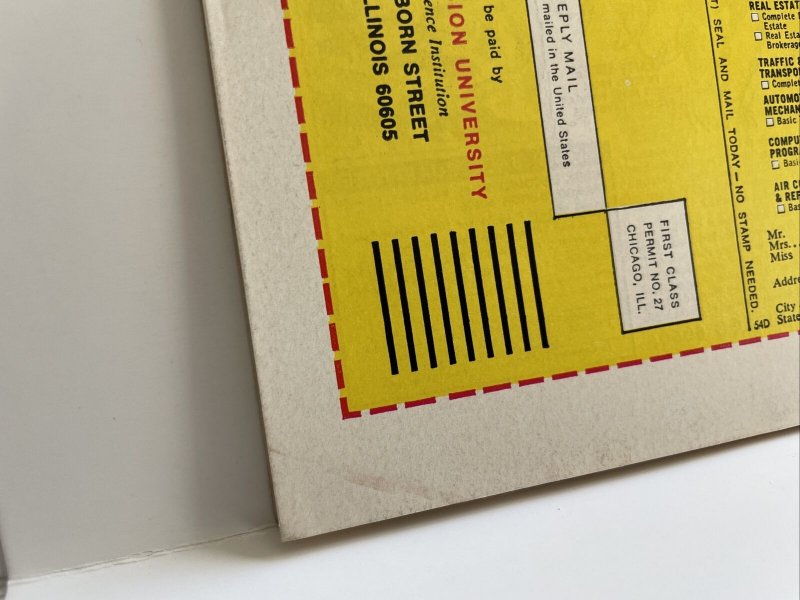 FIRST CLASS
PERMIT NO. 27
CHICAGO, ILL.
EPLY MAIL
mailed in the United States
be paid by
ION UNIVERSITY
ence Institution
BORN STREET
LLINOIS 60605
T) SEAL AND MAIL TODAY — NO STAMP NEEDED.
REAL ESTAT
Complete
Estate
Real Esta
Brokerag
TRAFFIC &
TRANSPO
Complet
AUTOMO
MECHAN
Basic
COMPU
PROGR
Basi
AIR C
& REF
Bas
Mr.
Mrs..
Miss
Addre
City
State
54D